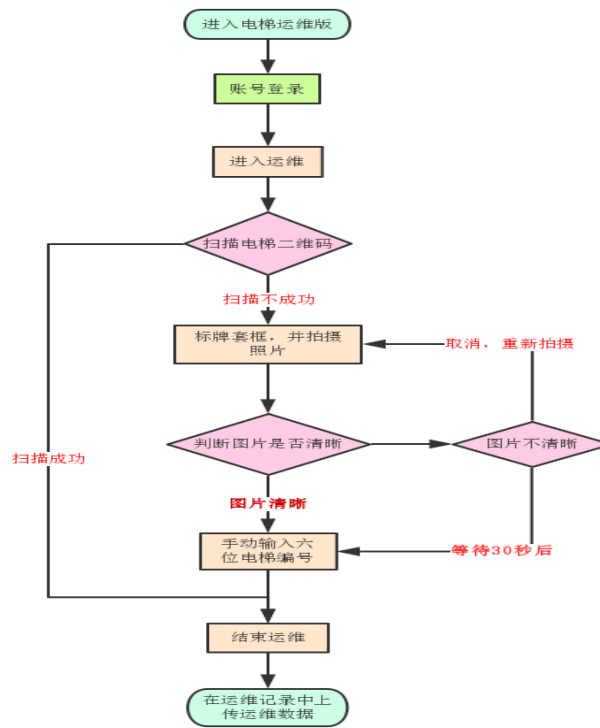 进入电梯运维版
账号登录
进入运维
扫描电梯二维码
扫描不成功
标牌套框，并拍摄
照片
取消，重新拍摄
判断图片是否清晰
图片不清晰
扫描成功
图片清晰
手动输入六
位电梯编号
等待30秒后
结束运维
在运维记录中上
传运维数据